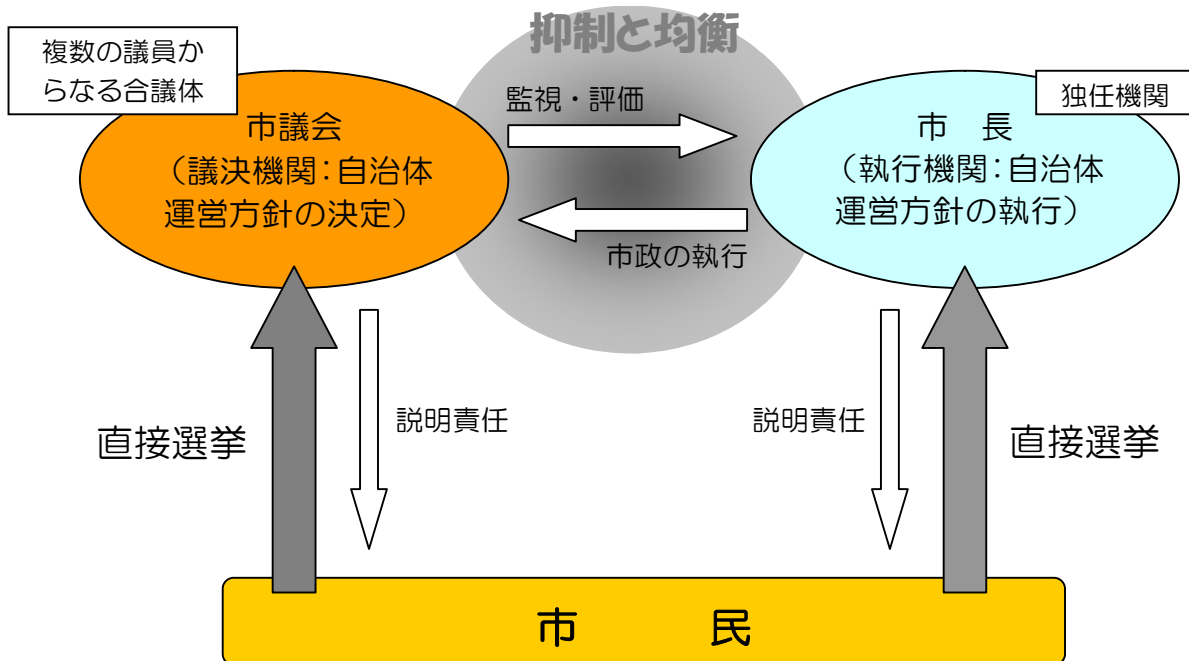 抑制と均衡
複数の議員か
らなる合議体
監視・評価
独任機関
市議会
(議決機関:自治体
運営方針の決定)
市　長
(執行機関:自治体
運営方針の執行)
市政の執行
直接選挙
説明責任
説明責任
直接選挙
市　民